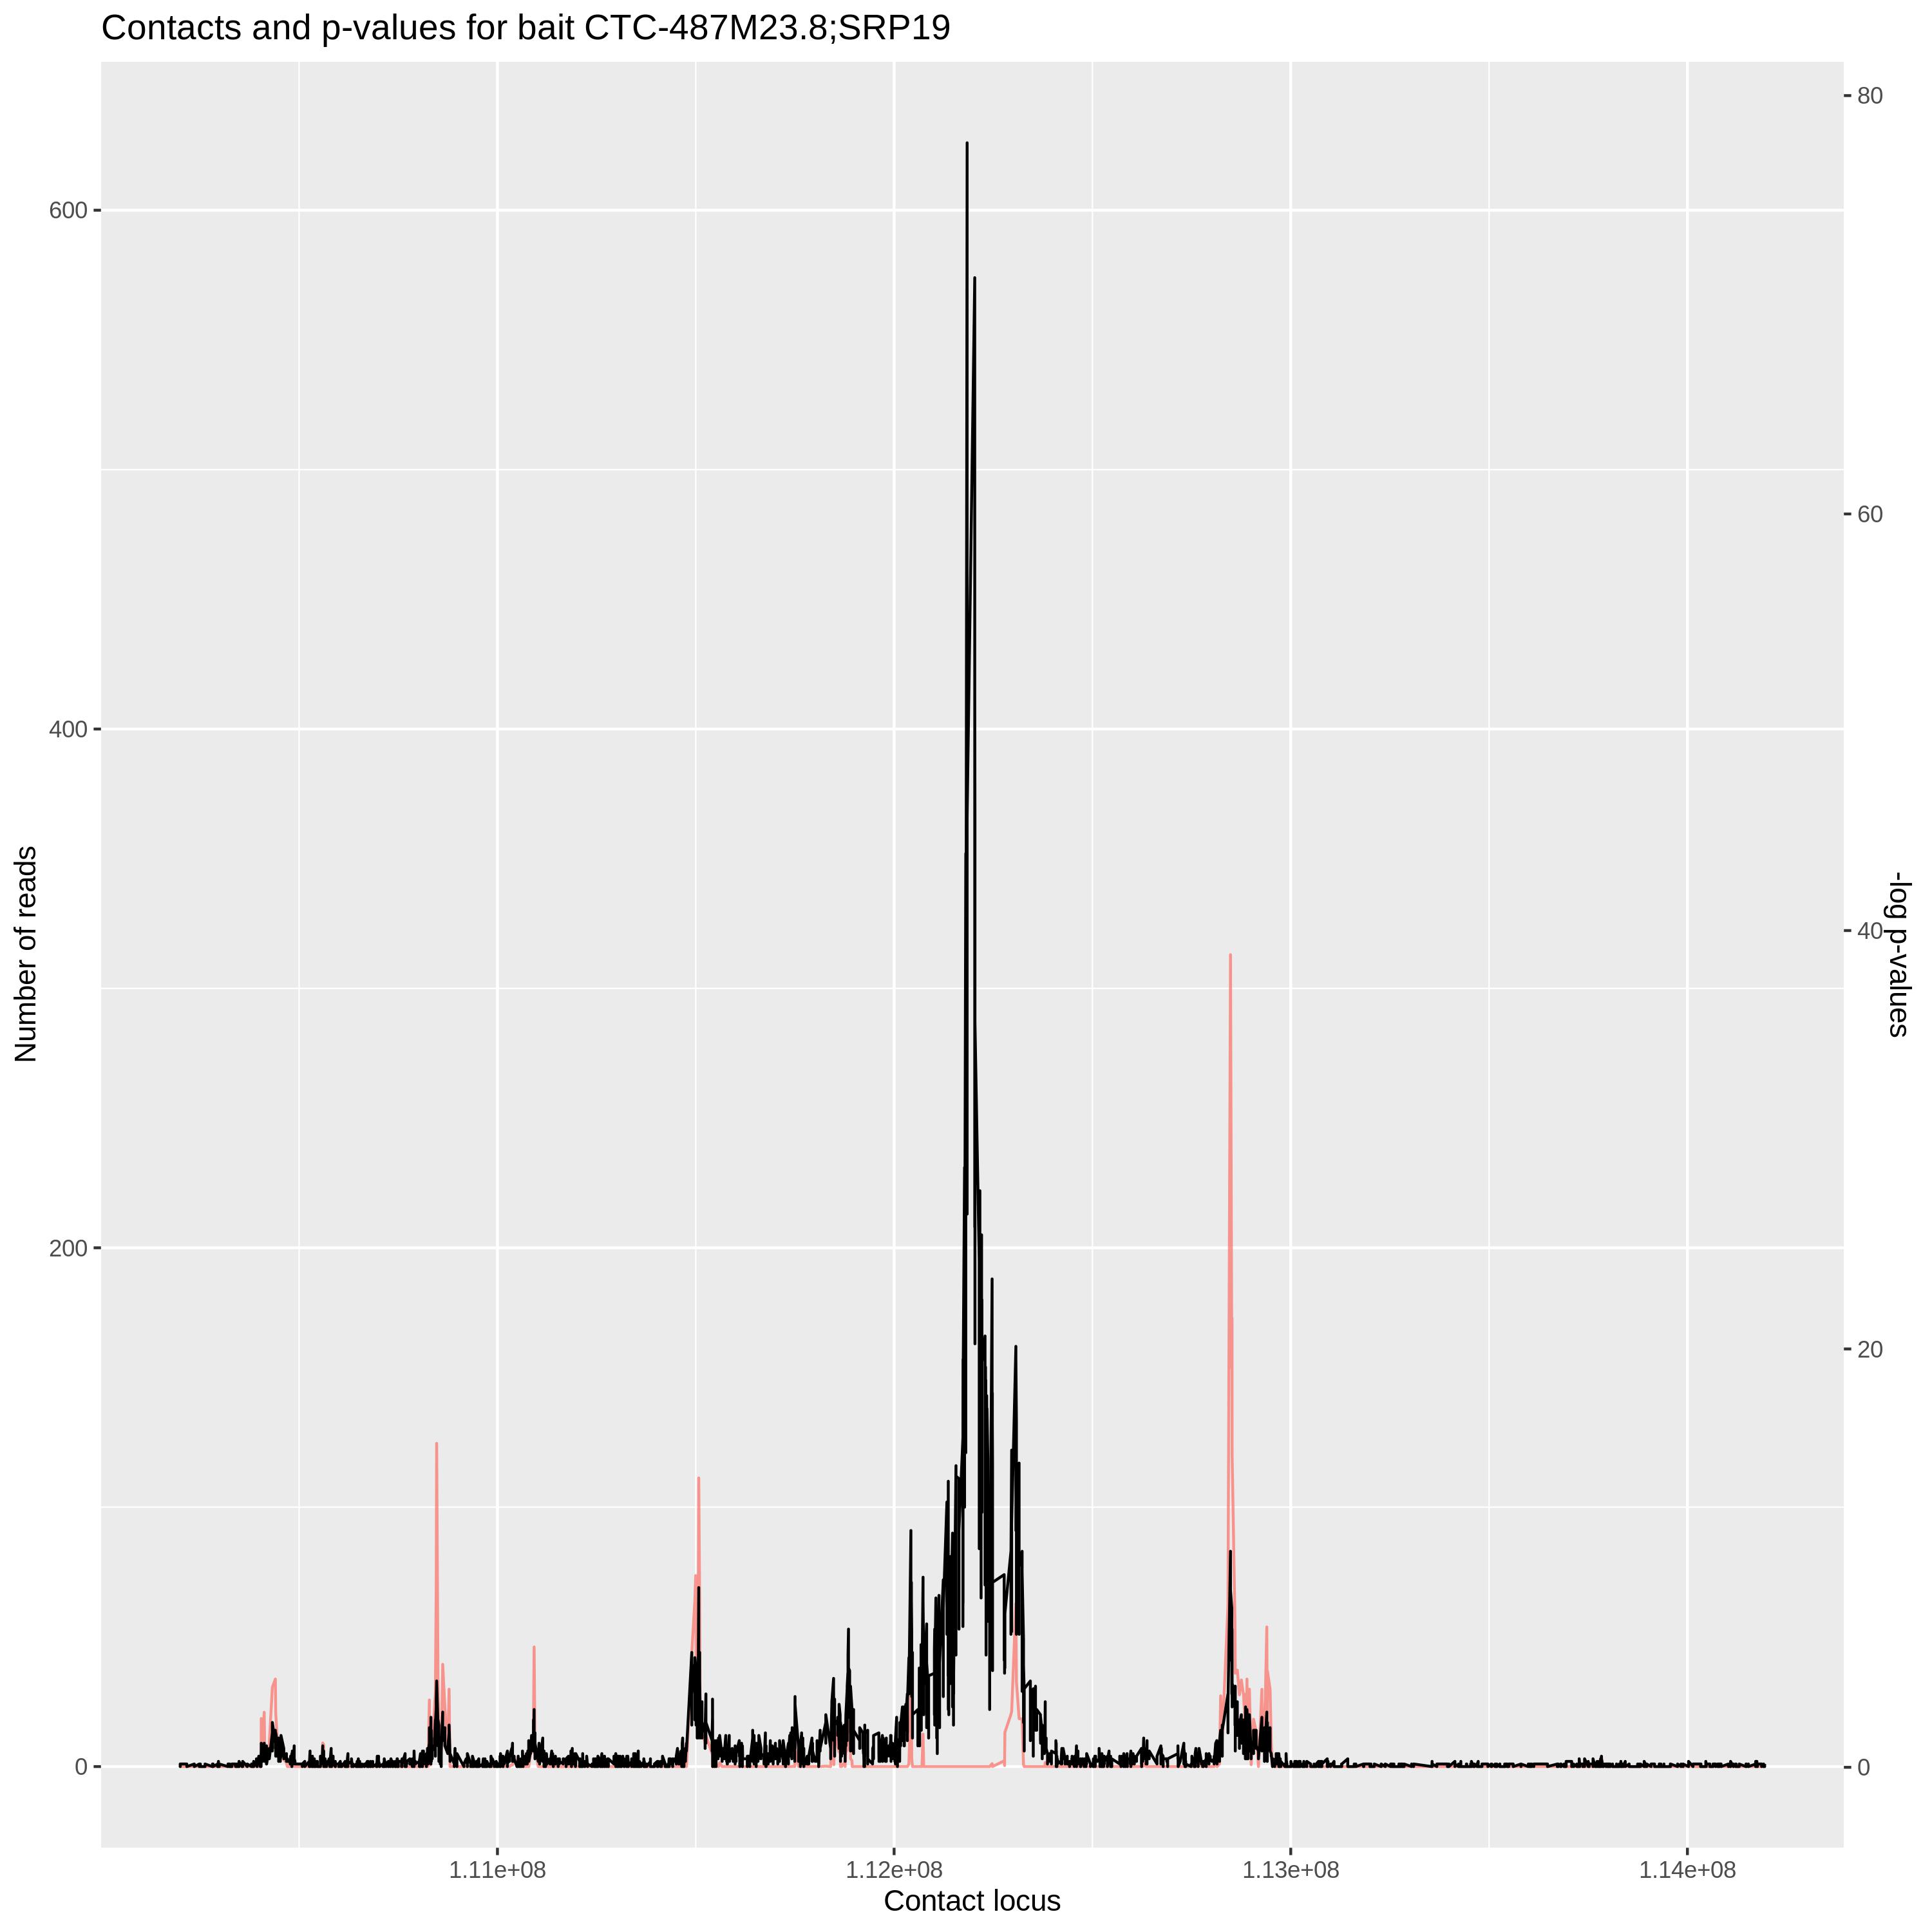 Contacts and p-values for bait CTC-487M23.8;SRP19
Number of reads
600
400
200
0
80
60
40
20
0
-log p-values
1.11e+08
1.12e+08
1.13e+08
1.14e+08
Contact locus